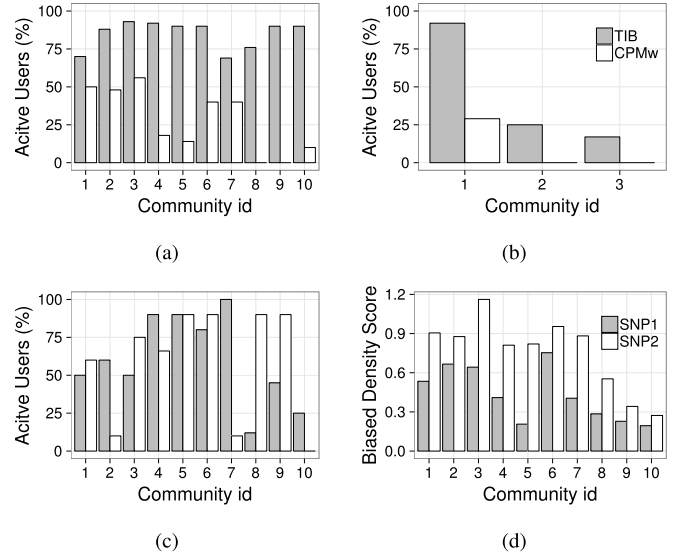 Acitve Users (%)
100
75
50
25
0
1 2 3 4 5 6 7 8 9 10
Community id
(a)
Acitve Users (%)
100
75
50
25
0
TIB
CPMw
1 2 3
Community id
(b)
Acitve Users (%)
100
75
50
25
0
1 2 3 4 5 6 7 8 9 10
Community id
(c)
Biased Density Score
1.2
0.9
0.6
0.3
0.0
SNP1
SNP2
1 2 3 4 5 6 7 8 9 10
Community id
(d)